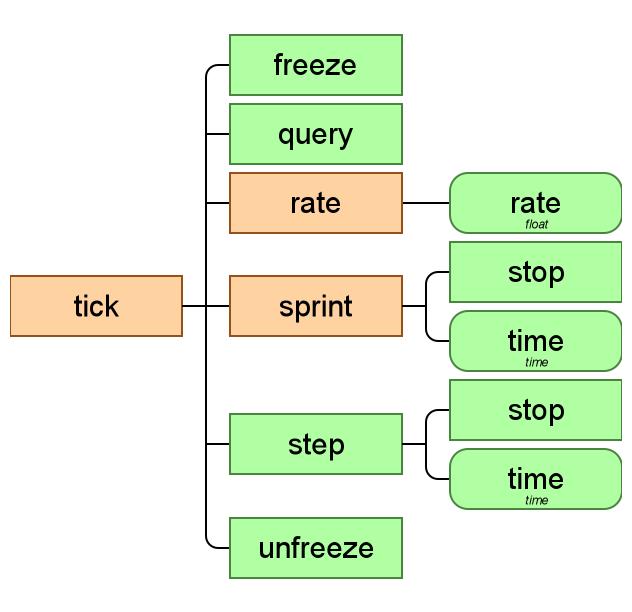 freeze
query
rate
rate
float
tick
sprint
stop
time
time
step
stop
time
time
unfreeze